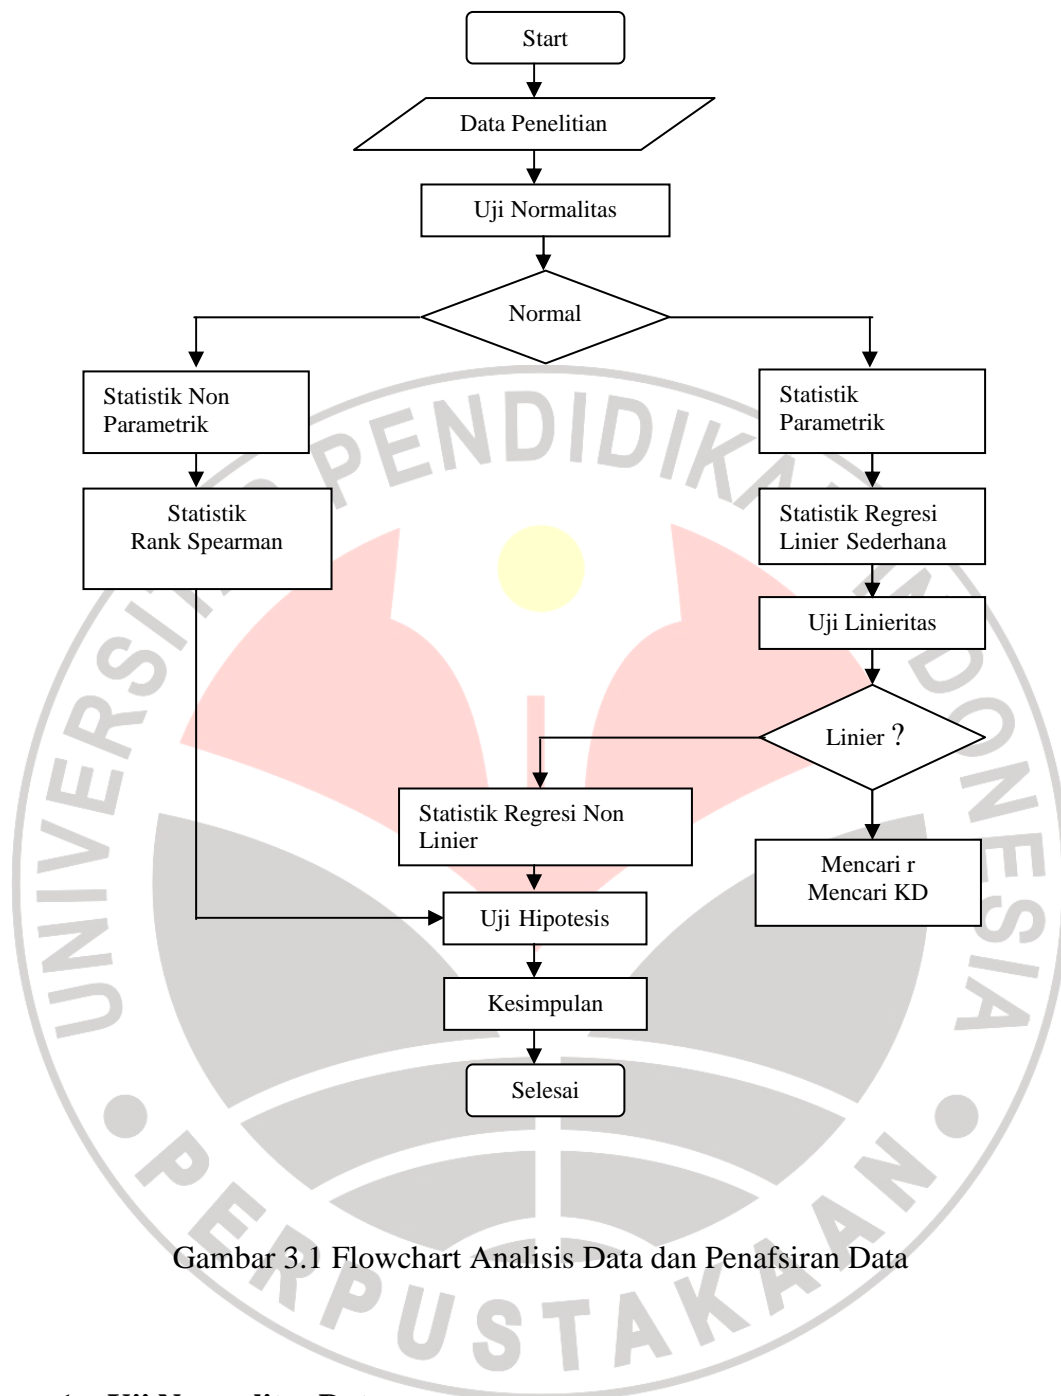 Start
Data Penelitian
Uji Normalitas
Normal
Statistik Non
Parametrik
Statistik
Parametrik
Statistik
Rank Spearman
Statistik Regresi
Linier Sederhana
Uji Linieritas
Linier ?
Statistik Regresi Non
Linier
Mencari r
Mencari KD
Uji Hipotesis
Kesimpulan
Selesai
Gambar 3.1 Flowchart Analisis Data dan Penafsiran Data
UNIVERSITAS PENDIDIKAN INDONESIA
PERPUSTAKAAN